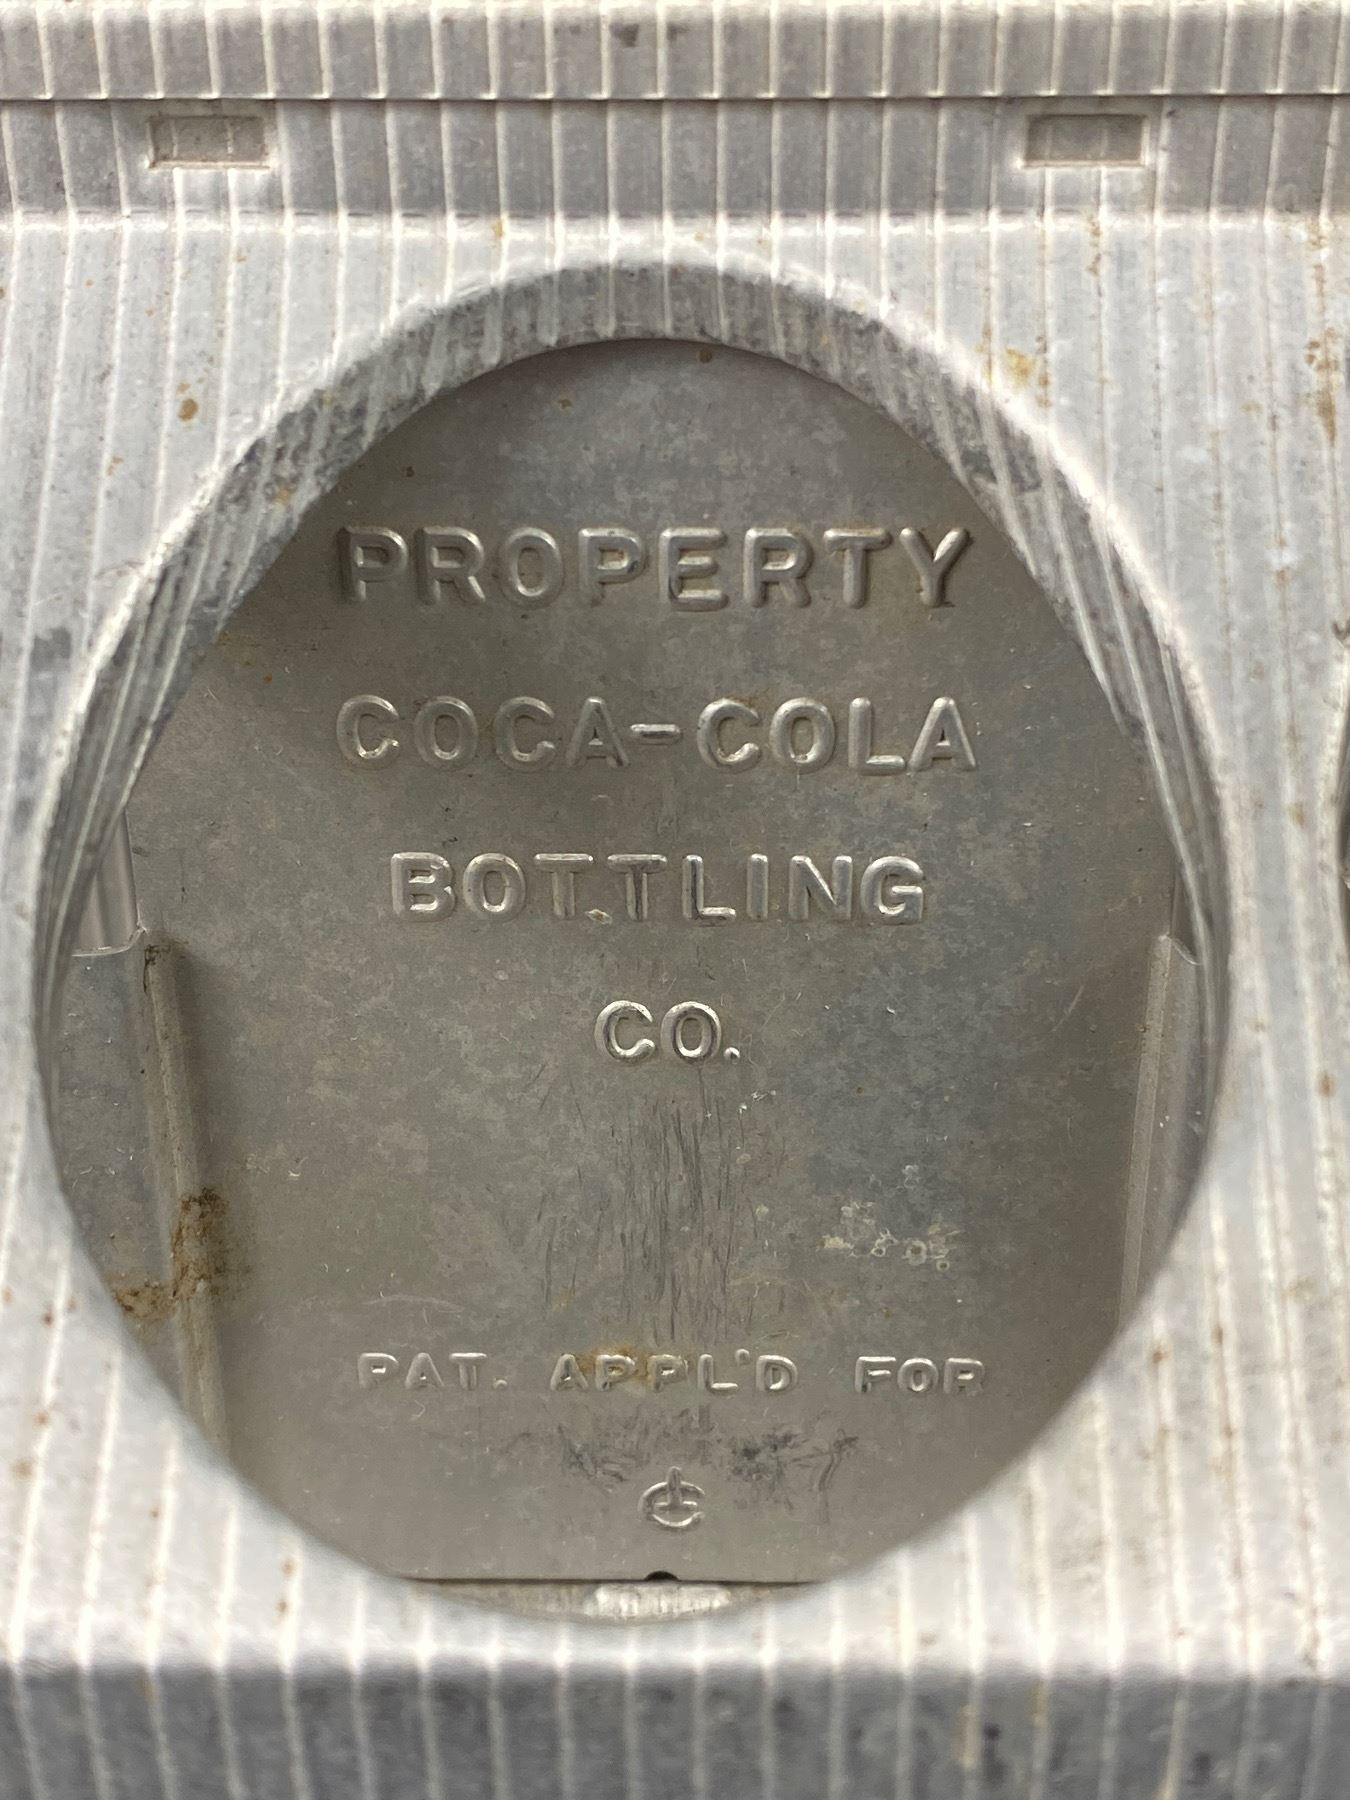 PROPERTY
COCA-COLA
BOTTLING
CO.
PAT. APPL'D FOR